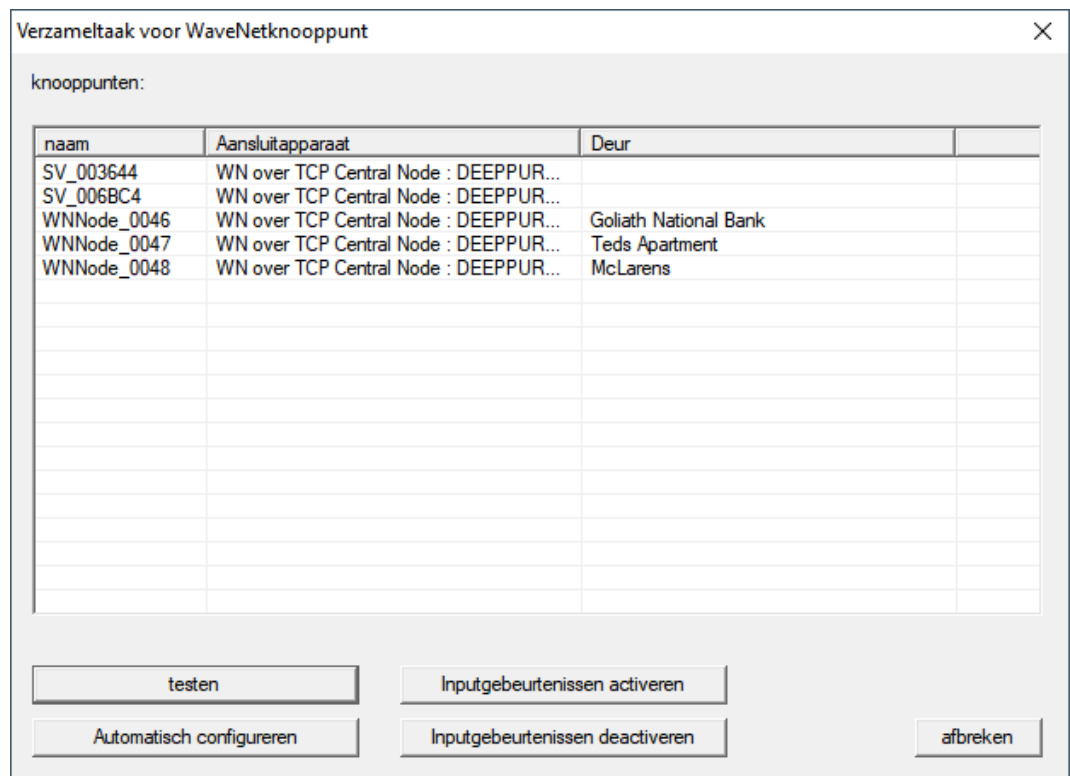 Verzameltaak voor WaveNetknooppunt
knooppunten:
naam Aansluitapparaat Deur
SV_003644 WN over TCP Central Node : DEEPPUR...
SV_006BC4 WN over TCP Central Node : DEEPPUR...
WNNode_0046 WN over TCP Central Node : DEEPPUR... Goliath National Bank
WNNode_0047 WN over TCP Central Node : DEEPPUR... Teds Apartment
WNNode_0048 WN over TCP Central Node : DEEPPUR... McLarens
testen Inputgebeurtenissen activeren
Automatisch configureren Inputgebeurtenissen deactiveren afbreken